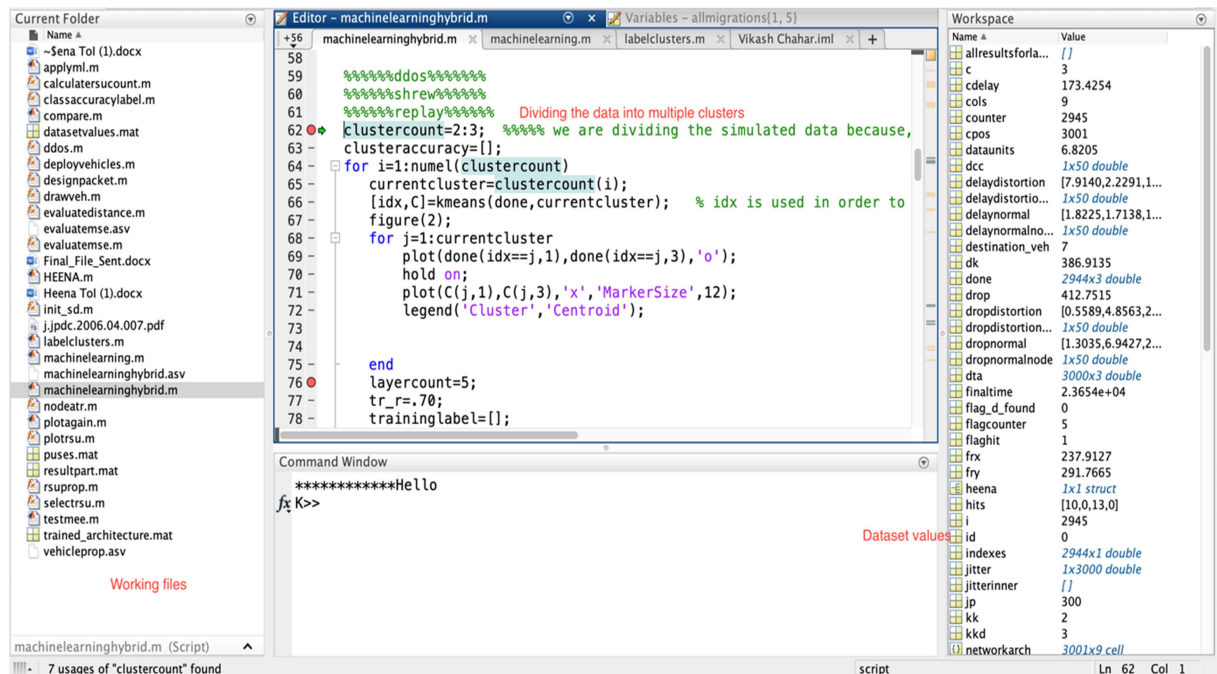 Current Folder
Name
~$ena Tol (1).docx
applyml.m
calculatersucount.m
classaccuracylabel.m
compare.m
datasetvalues.mat
ddos.m
deployvehicles.m
designpacket.m
drawveh.m
evaluatedistance.m
evaluatemse.asv
evaluatemse.m
Final_File_Sent.docx
HEENA.m
Heena Tol (1).docx
init_sd.m
j.jpdc.2006.04.007.pdf
labelclusters.m
machinelearning.m
machinelearninghybrid.asv
machinelearninghybrid.m
nodeatr.m
plotagain.m
plotrsu.m
puses.mat
resultpart.mat
rsuprop.m
selectrsu.m
testmee.m
trained_architecture.mat
vehicleprop.asv
Working files
machinelearninghybrid.m (Script)
7 usages of "clustercount" found
Editor - machinelearninghybrid.m
Variables - allmigrations{1, 5}
+56 machinelearninghybrid.m machinelearning.m labelclusters.m Vikash Chahar.iml +
58
59 %%%%%%ddos%%%%%%%
60 %%%%%%shrew%%%%%%
61 %%%%%%replay%%%%%% Dividing the data into multiple clusters
62 clustercount=2:3; %%%%% we are dividing the simulated data because,
63 - clusteraccuracy=[];
64 - for i=1:numel(clustercount)
65 - currentcluster=clustercount(i);
66 - [idx,C]=kmeans(done,currentcluster); % idx is used in order to
67 - figure(2);
68 - for j=1:currentcluster
69 - plot(done(idx==j,1),done(idx==j,3),'o');
70 - hold on;
71 - plot(C(j,1),C(j,3),'x','MarkerSize',12);
72 - legend('Cluster','Centroid');
73
74
75 - end
76 layercount=5;
77 - tr_r=.70;
78 - traininglabel=[];
Command Window
************Hello
fx K>>
Dataset values
script
Ln 62 Col 1
Workspace
Name Value
allresultsforla... []
c 3
cdelay 173.4254
cols 9
counter 2945
cpos 3001
dataunits 6.8205
dcc 1x50 double
delaydistortion [7.9140,2.2291,1...
delaydistortio... 1x50 double
delaynormal [1.8225,1.7138,1...
delaynormalno... 1x50 double
destination_veh 7
dk 386.9135
done 2944x3 double
drop 412.7515
dropdistortion [0.5589,4.8563,2...
dropdistortion... 1x50 double
dropnormal [1.3035,6.9427,2...
dropnormalnode 1x50 double
dta 3000x3 double
finaltime 2.3654e+04
flag_d_found 0
flagcounter 5
flaghit 1
frx 237.9127
fry 291.7665
heena 1x1 struct
hits [10,0,13,0]
i 2945
id 0
indexes 2944x1 double
jitter 1x3000 double
jitterinner []
jp 300
kk 2
kkd 3
networkarch 3001x9 cell